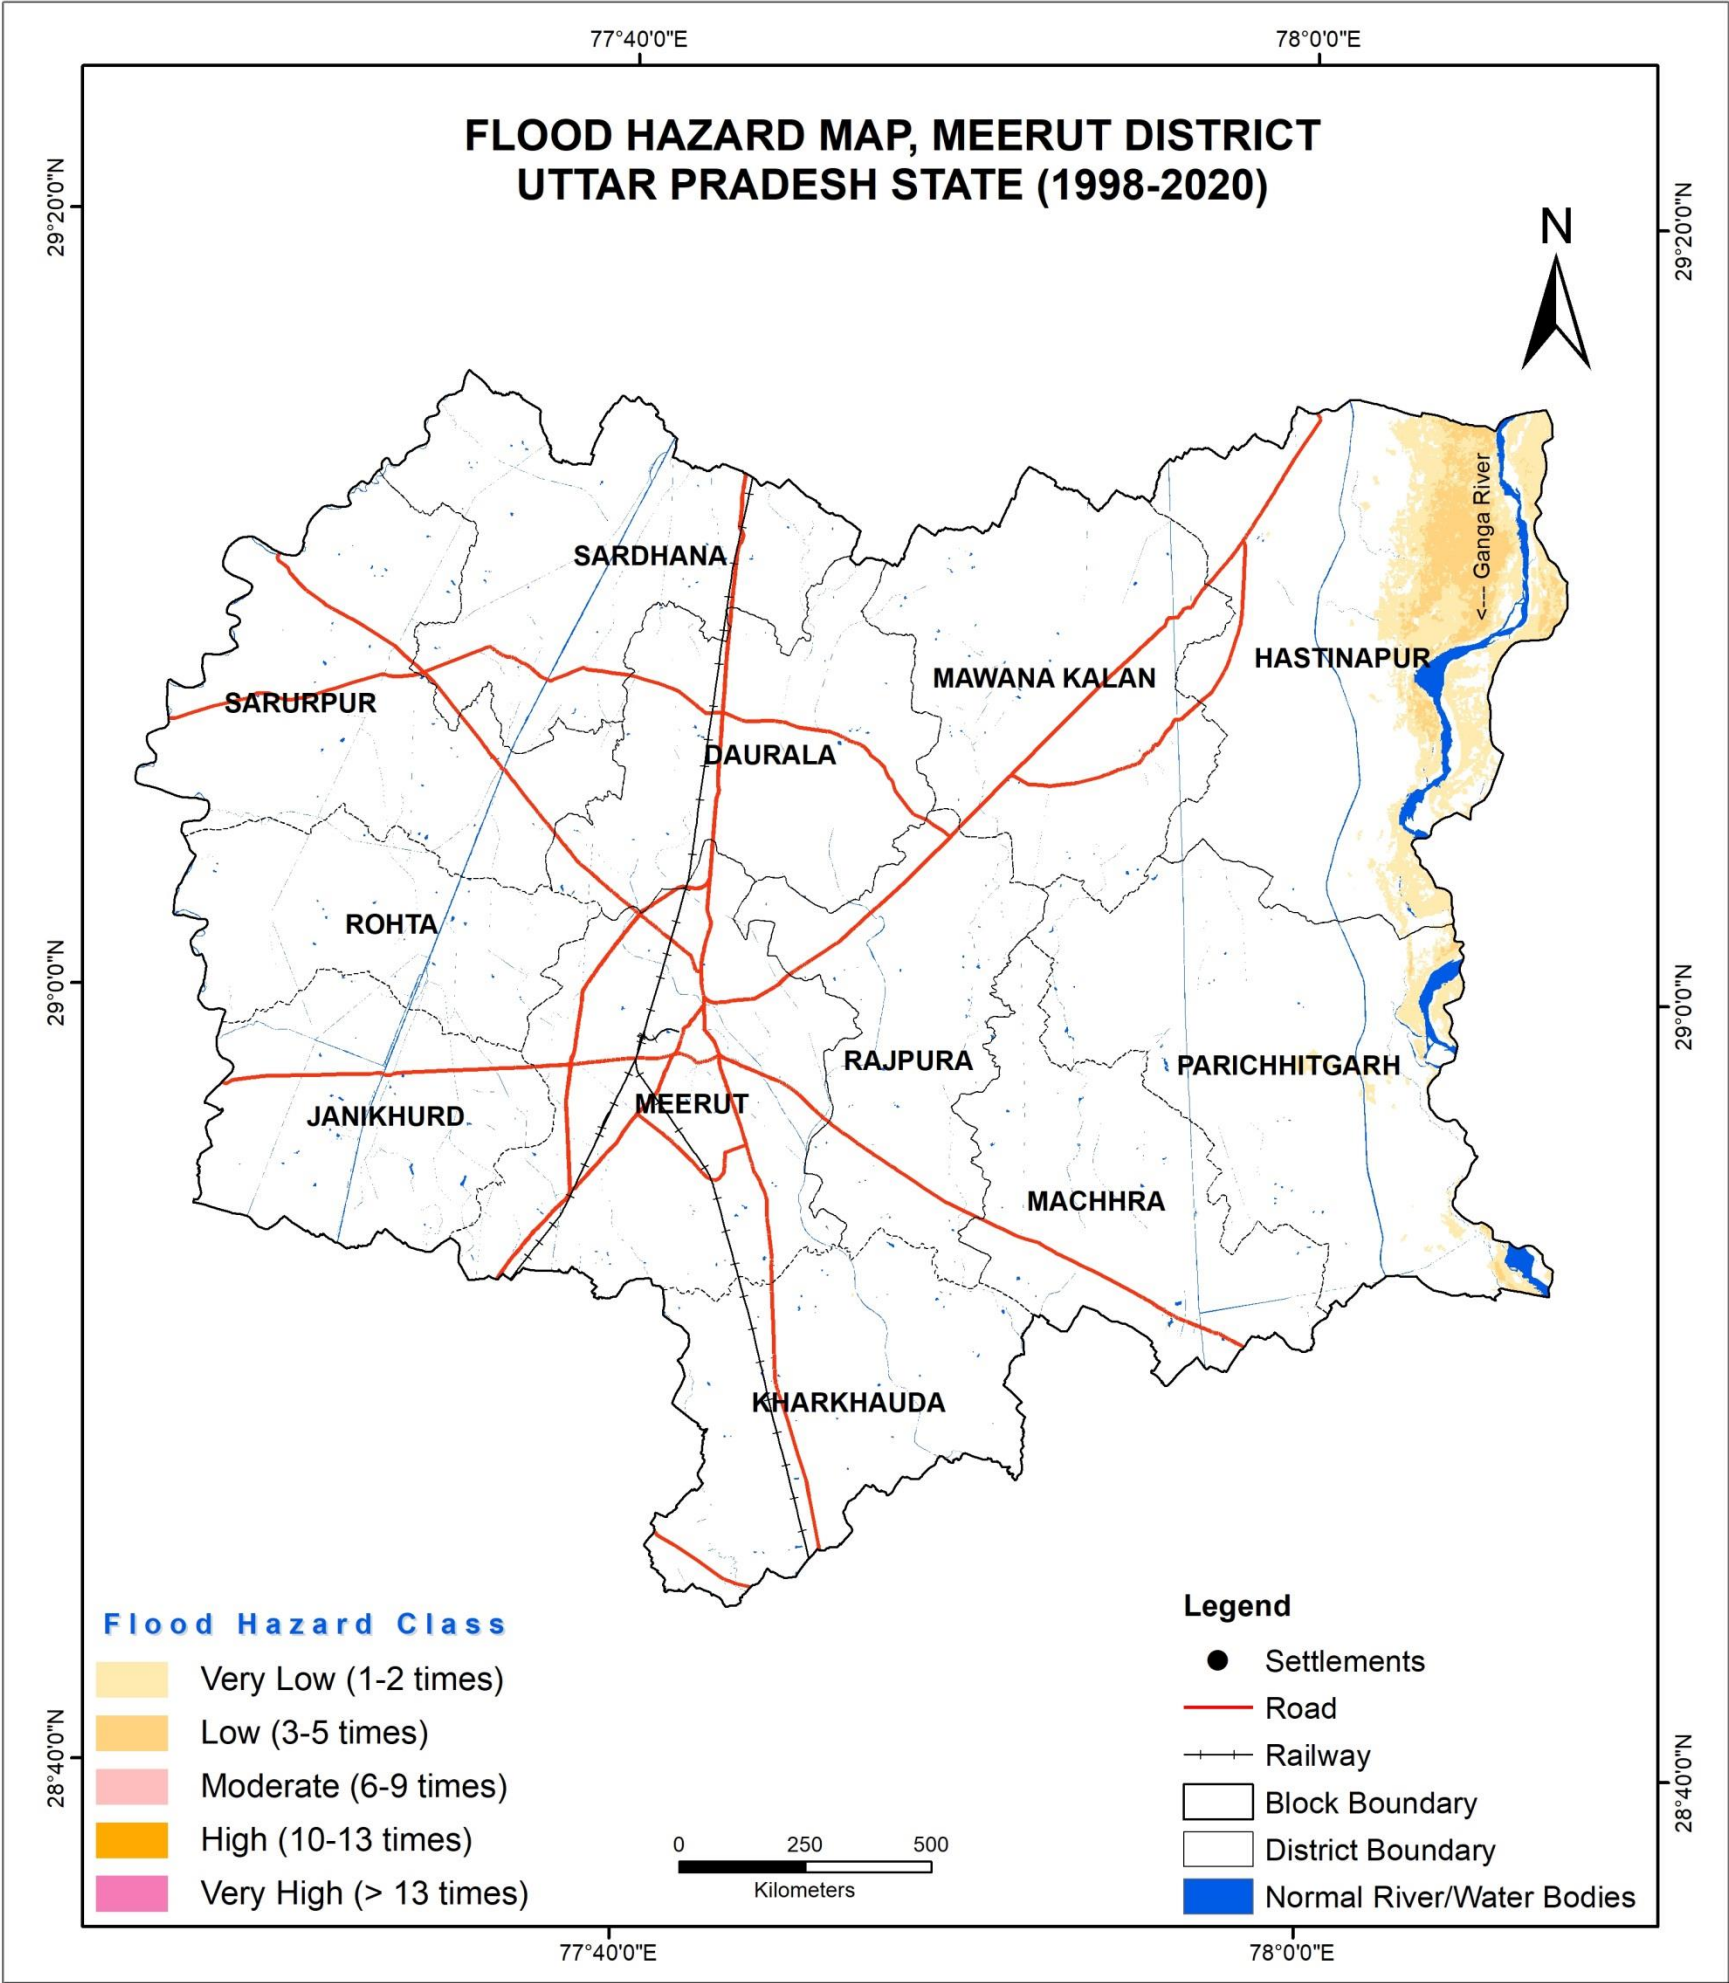 77°40'0"E
78°0'0"E
FLOOD HAZARD MAP, MEERUT DISTRICT
UTTAR PRADESH STATE (1998-2020)
29°20'0"N
29°20'0"N
N
<--- Ganga River
SARDHANA
HASTINAPUR
MAWANA KALAN
SARURPUR
DAURALA
ROHTA
29°0'0"N
29°0'0"N
RAJPURA
PARICHHITGARH
MEERUT
JANIKHURD
MACHHRA
KHARKHAUDA
Flood Hazard Class
Very Low (1-2 times)
Low (3-5 times)
Moderate (6-9 times)
High (10-13 times)
Very High (> 13 times)
28°40'0"N
0 250 500
Kilometers
Legend
Settlements
Road
Railway
Block Boundary
District Boundary
Normal River/Water Bodies
28°40'0"N
77°40'0"E
78°0'0"E